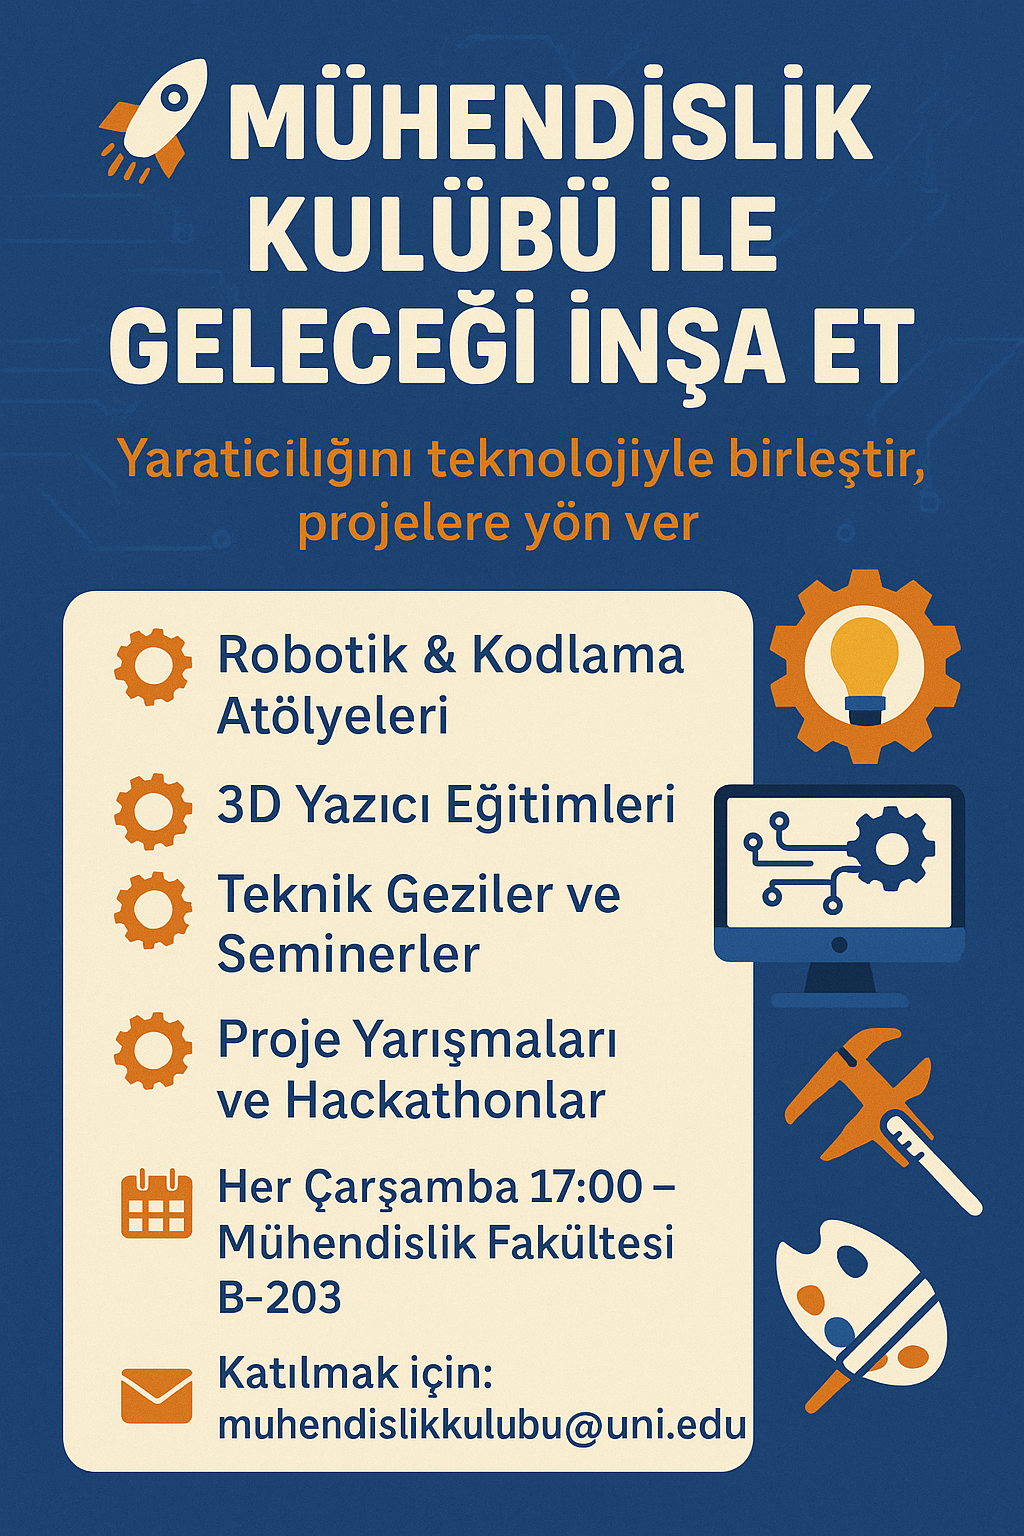 MÜHENDİSLİK
KULÜBÜ İLE
GELECEĞİ İNŞA ET
Yaraticilığını teknolojiyle birleştir,
projelere yön ver
Robotik & Kodlama
Atölyeleri
3D Yazıcı Eğitimleri
Teknik Geziler ve
Seminerler
Proje Yarışmaları
ve Hackathonlar
Her Çarşamba 17:00 –
Mühendislik Fakültesi
B-203
Katılmak için:
muhendislikkulubu@uni.edu